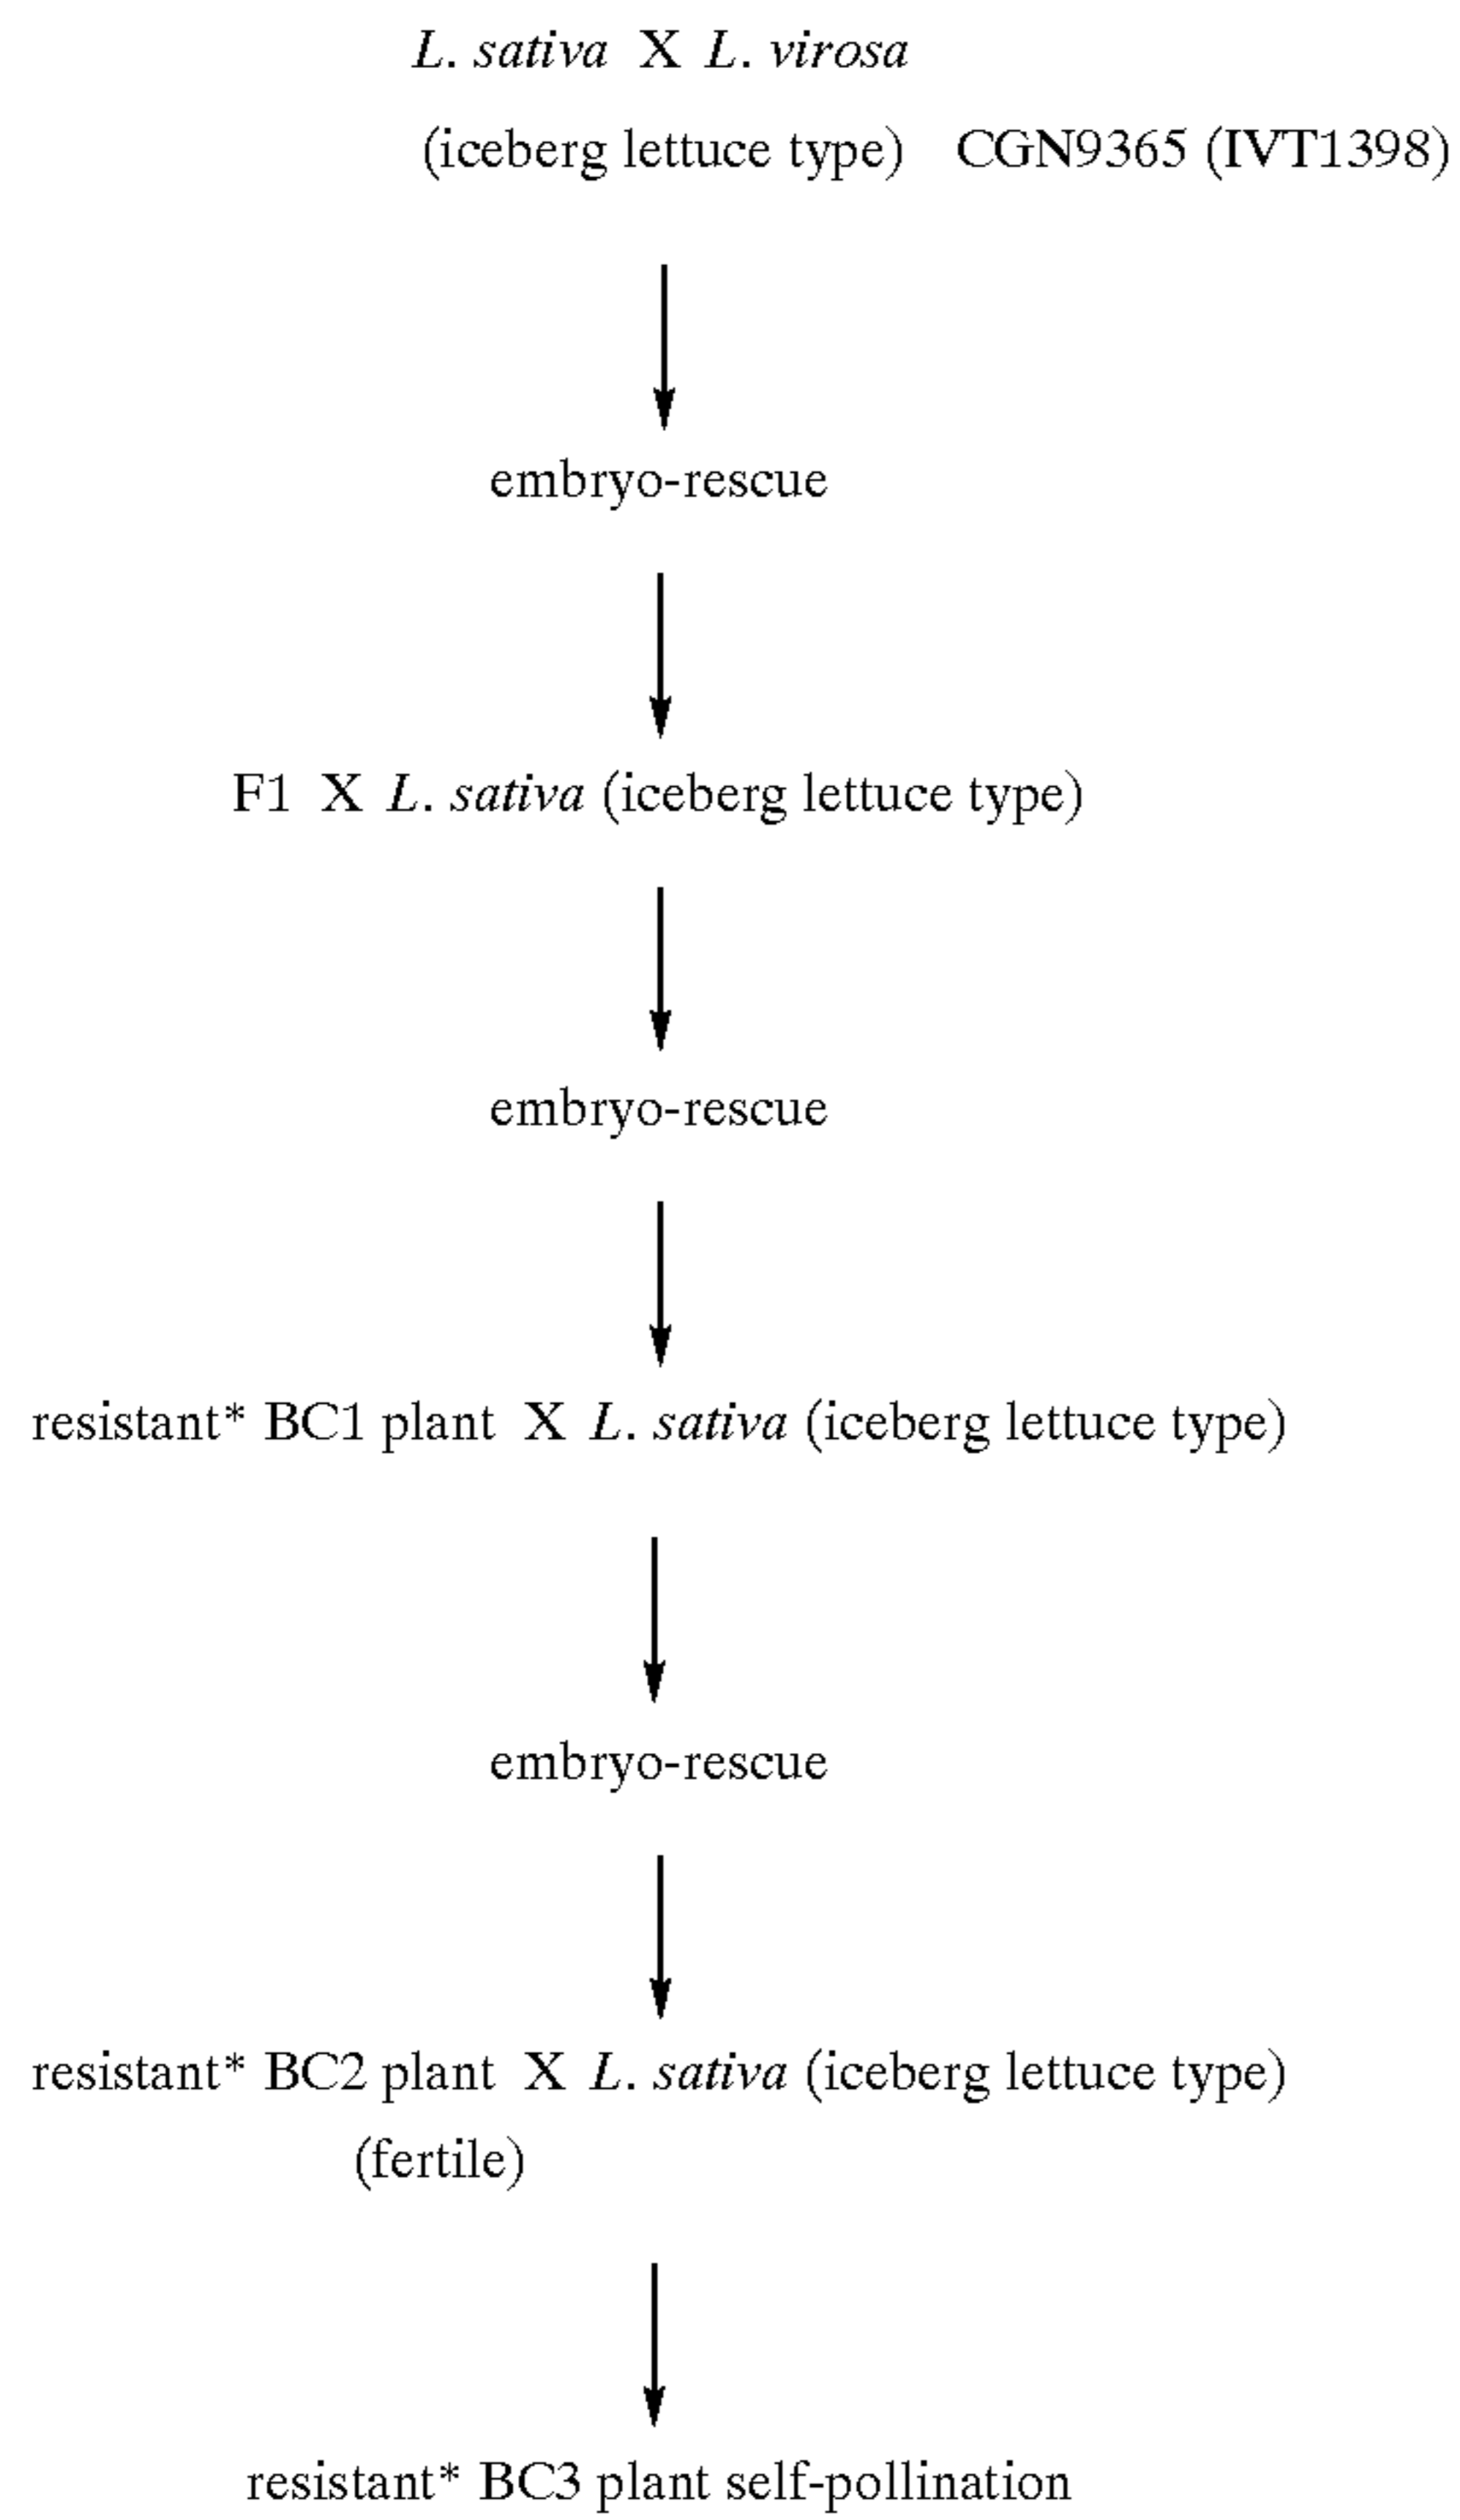 L. sativa X L. virosa
(iceberg lettuce type) CGN9365 (IVT1398)
embryo-rescue
F1 X L. sativa (iceberg lettuce type)
embryo-rescue
resistant* BC1 plant X L. sativa (iceberg lettuce type)
embryo-rescue
resistant* BC2 plant X L. sativa (iceberg lettuce type)
(fertile)
resistant* BC3 plant self-pollination